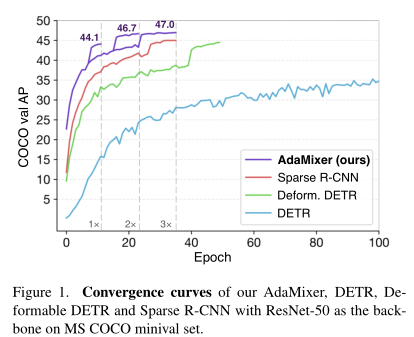 50
45
40
35
30
25
20
15
10
5
COCO val AP
44.1
46.7
47.0
AdaMixer (ours)
Sparse R-CNN
Deform. DETR
DETR
1×
2×
3×
0
20
40
60
80
100
Epoch
Figure 1. Convergence curves of our AdaMixer, DETR, De-
formable DETR and Sparse R-CNN with ResNet-50 as the back-
bone on MS COCO minival set.